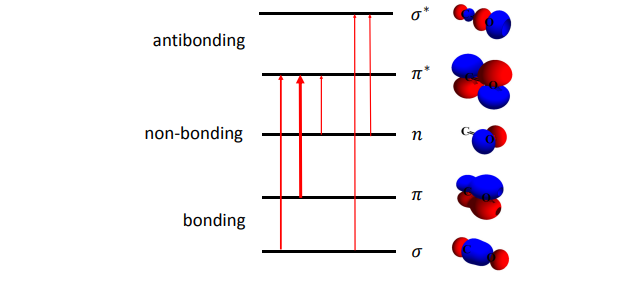 σ*
antibonding
π*
non-bonding
n
C
π
bonding
σ